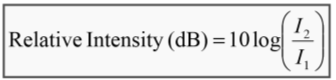 Relative Intensity (dB) = 10 log(I₂/I₁)